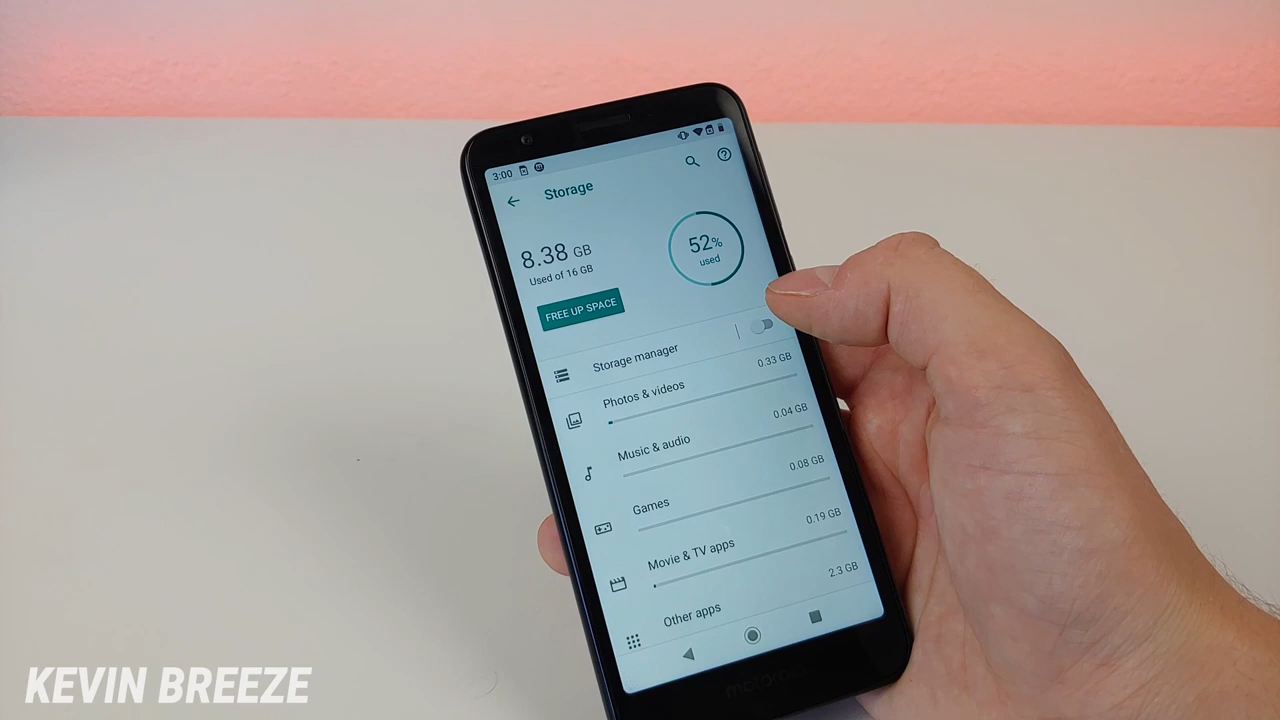 3:00
Storage
8.38 GB
Used of 16 GB
52%
used
FREE UP SPACE
Storage manager
Photos & videos
0.33 GB
Music & audio
0.04 GB
Games
0.08 GB
Movie & TV apps
0.19 GB
Other apps
2.3 GB
motorola
KEVIN BREEZE